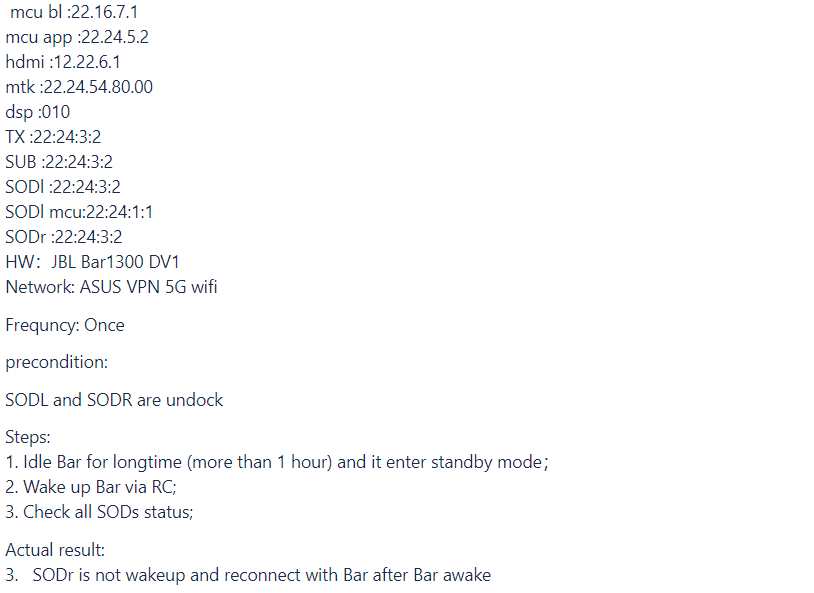 mcu bl :22.16.7.1
mcu app :22.24.5.2
hdmi :12.22.6.1
mtk :22.24.54.80.00
dsp :010
TX :22:24:3:2
SUB :22:24:3:2
SODl :22:24:3:2
SODl mcu:22:24:1:1
SODr :22:24:3:2
HW：JBL Bar1300 DV1
Network: ASUS VPN 5G wifi
Frequncy: Once
precondition:
SODL and SODR are undock
Steps:
1. Idle Bar for longtime (more than 1 hour) and it enter standby mode；
2. Wake up Bar via RC;
3. Check all SODs status;
Actual result:
3. SODr is not wakeup and reconnect with Bar after Bar awake